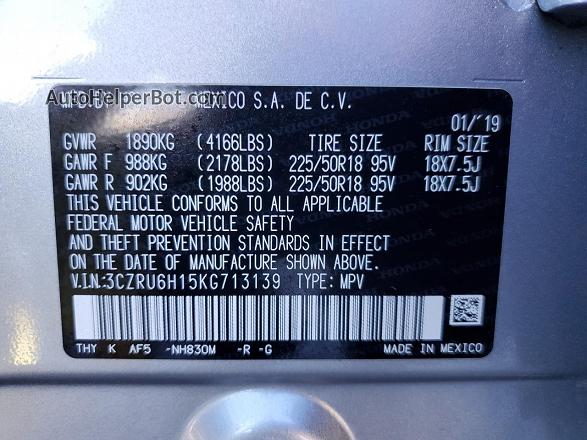 AutoHelperBot.com
MFD BY MEXICO S.A. DE C.V.
01/'19
GVWR 1890KG (4166LBS) TIRE SIZE RIM SIZE
GAWR F 988KG (2178LBS) 225/50R18 95V 18X7.5J
GAWR R 902KG (1988LBS) 225/50R18 95V 18X7.5J
THIS VEHICLE CONFORMS TO ALL APPLICABLE
FEDERAL MOTOR VEHICLE SAFETY
AND THEFT PREVENTION STANDARDS IN EFFECT
ON THE DATE OF MANUFACTURE SHOWN ABOVE.
V.I.N:3CZRU6H15KG713139 TYPE: MPV
THY K AF5 -NH830M -R -G MADE IN MEXICO